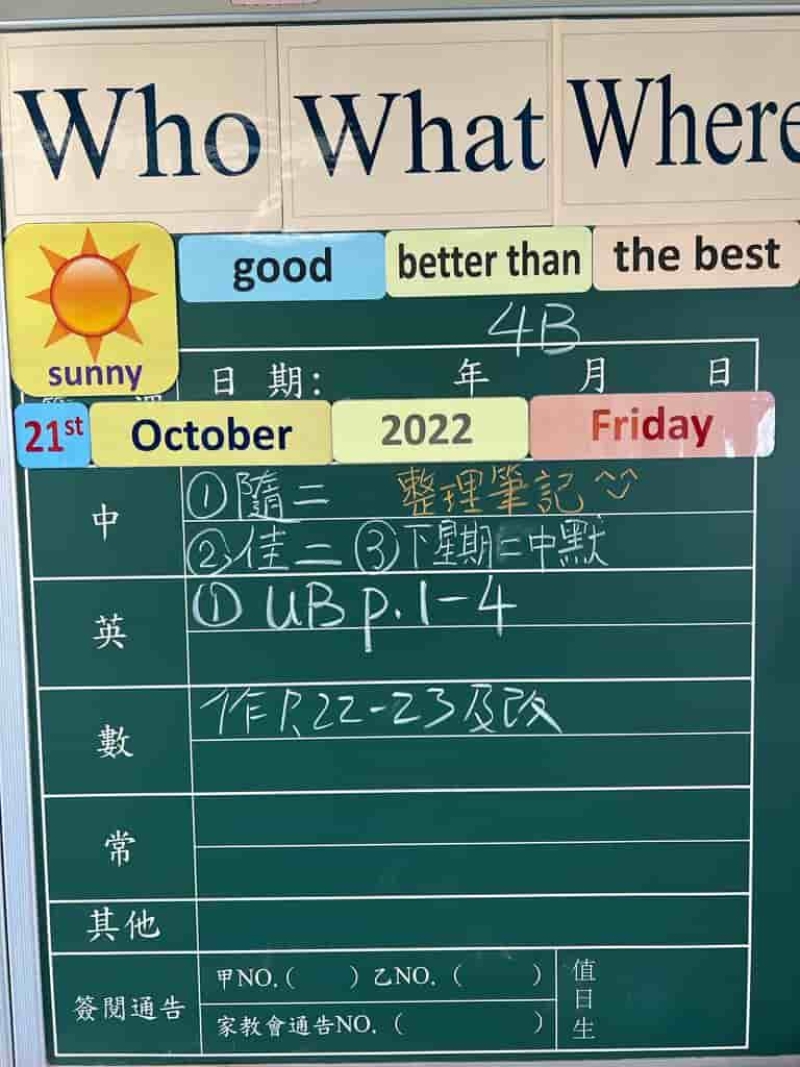 Who What Where
good better than the best
sunny
4B
日 期： 年 月 日
21st October 2022 Friday
中 ①隨二 整理筆記
②佳二 ③下星期三中默
英 ① UB p.1-4
數 作P.22-23及改
常
其他
簽閱通告 甲NO.( ) 乙NO. ( ) 值日生
家教會通告NO. ( )